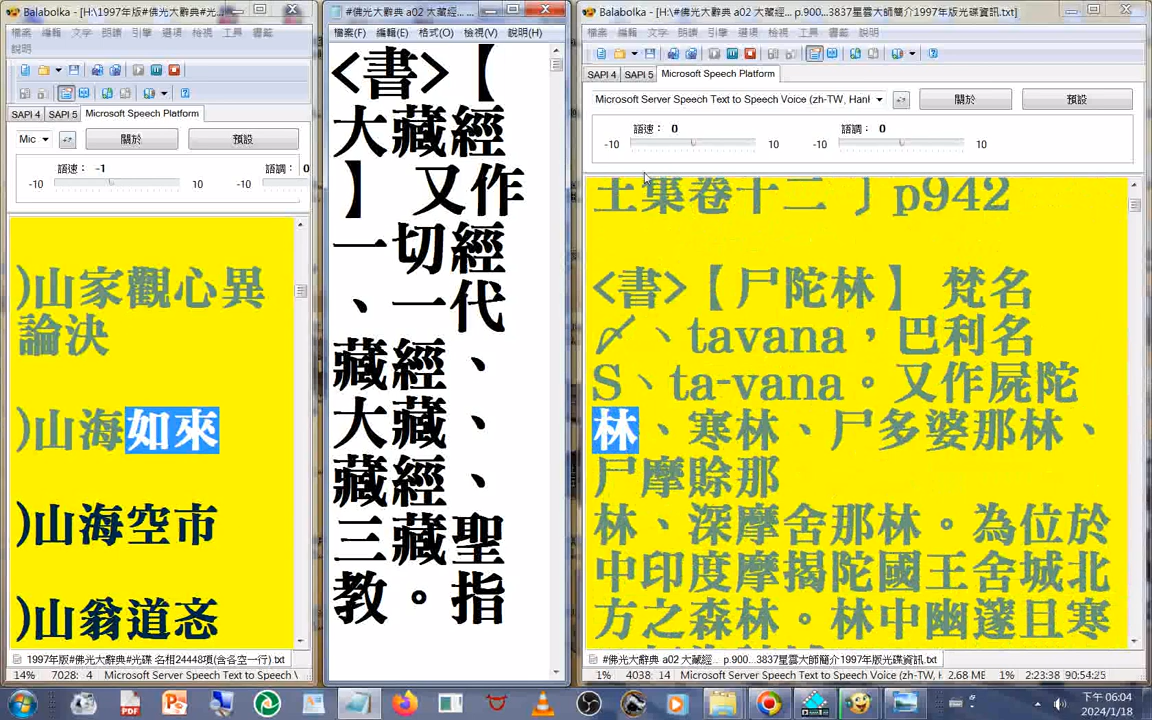 Balabolka - [H:\1997年版#佛光大辭典#光...
檔案 編輯 文字 朗讀 引擎 選項 檢視 工具 書籤
說明
SAPI 4 SAPI 5 Microsoft Speech Platform
Mic 關於 預設
語速： -1 語調： 0
-10 10 -10
)山家觀心異
論決
)山海如來
)山海空市
)山翁道忞
1997年版#佛光大辭典#光碟 名相24448項(含各空一行).txt
14% 7028: 4 Microsoft Server Speech Text to Speech V
#佛光大辭典 a02 大藏經... ...
檔案(F) 編輯(E) 格式(O) 檢視(V) 說明(H)
<書>【
大藏經
】 又作
一切經
、一代
藏經、
大藏、
藏經、
三藏聖
教。指
Balabolka - [H:\#佛光大辭典 a02 大藏經... p.900...3837星雲大師簡介1997年版光碟資訊.txt]
檔案 編輯 文字 朗讀 引擎 選項 檢視 工具 書籤 說明
SAPI 4 SAPI 5 Microsoft Speech Platform
Microsoft Server Speech Text to Speech Voice (zh-TW, Hanl 關於 預設
語速： 0 語調： 0
-10 10 -10 10
卷十二 p942
<書>【尸陀林】 梵名
〆、tavana，巴利名
S、ta-vana。又作屍陀
林、寒林、尸多婆那林、
尸摩賒那
林、深摩舍那林。為位於
中印度摩揭陀國王舍城北
方之森林。林中幽邃且寒
#佛光大辭典 a02 大藏經... p.900...3837星雲大師簡介1997年版光碟資訊.txt
1% 4038: 14 Microsoft Server Speech Text to Speech Voice (zh-TW, H 2.68 ME 1% 2:23:38 90:54:25
下午 06:04
2024/1/18